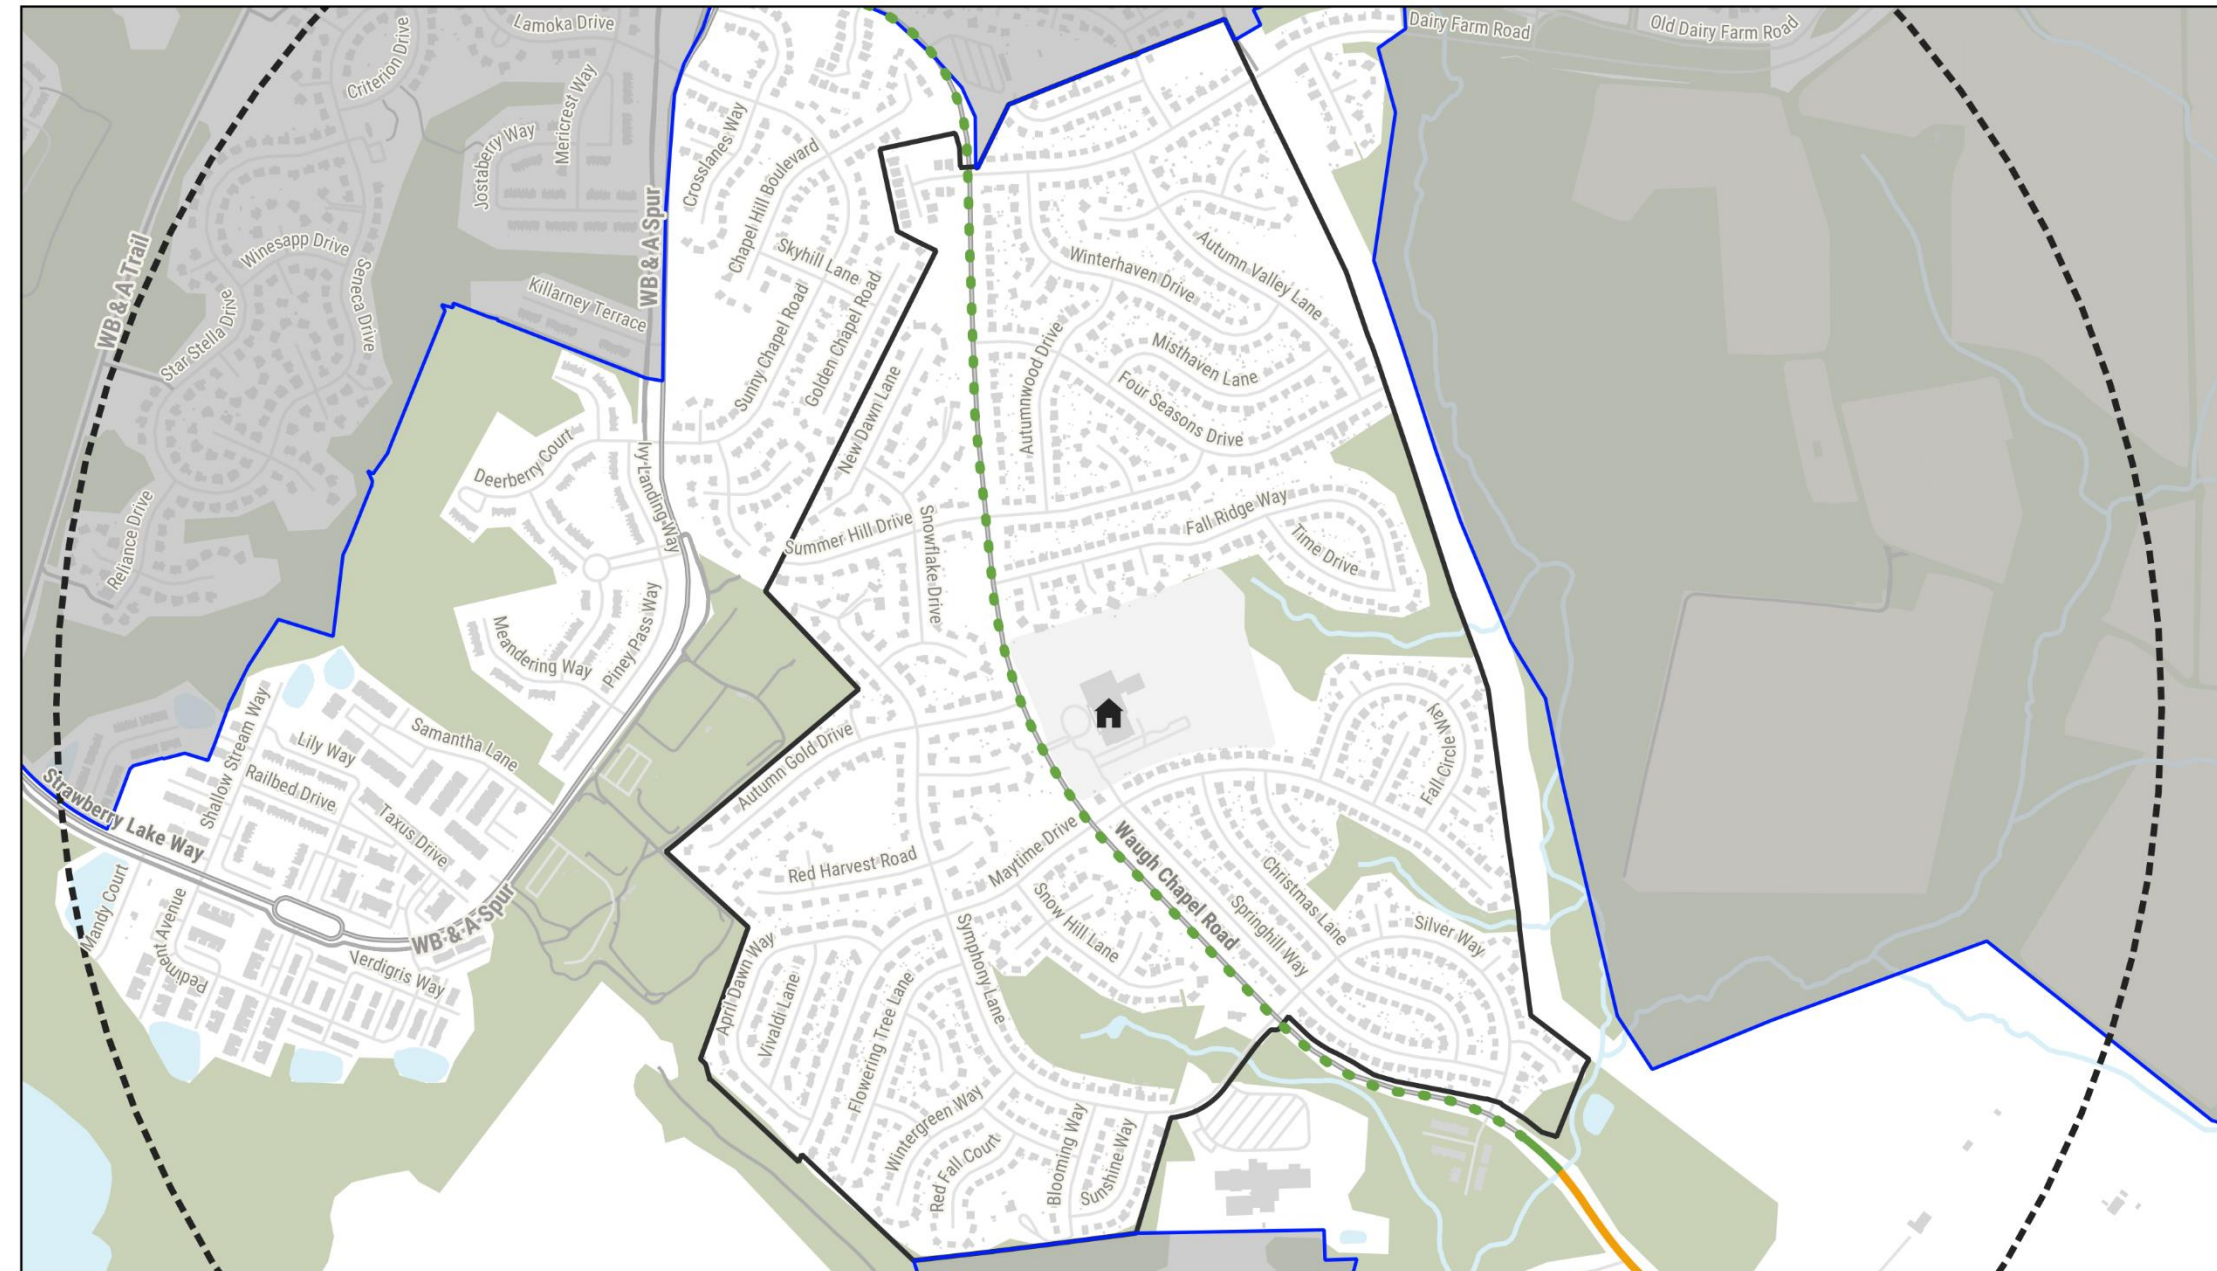 Lamoka Drive
Dairy Farm Road
Old Dairy Farm Road
Criterion Drive
Mericrest Way
Jostaberry Way
Crosslanes Way
Chapel Hill Boulevard
WB & A Trail
Winesapp Drive
Seneca Drive
WB & A Spur
Skyhill Lane
Winterhaven Drive
Autumn Valley Lane
Killarney Terrace
Star Stella Drive
Sunny Chapel Road
Golden Chapel Road
New Dawn Lane
Autumnwood Drive
Misthaven Lane
Four Seasons Drive
Deerberry Court
Ivy Landing Way
Reliance Drive
Summer Hill Drive
Snowflake Drive
Fall Ridge Way
Time Drive
Meandering Way
Piney Pass Way
Shallow Stream Way
Lily Way
Samantha Lane
Railbed Drive
Taxus Drive
Strawberry Lake Way
Autumn Gold Drive
Fall Circle Way
Red Harvest Road
Maytime Drive
Waugh Chapel Road
Mandy Court
Pediment Avenue
WB & A Spur
Verdigris Way
April Dawn Way
Vivaldi Lane
Flowering Tree Lane
Symphony Lane
Snow Hill Lane
Springhill Way
Christmas Lane
Silver Way
Wintergreen Way
Red Fall Court
Blooming Way
Sunshine Way